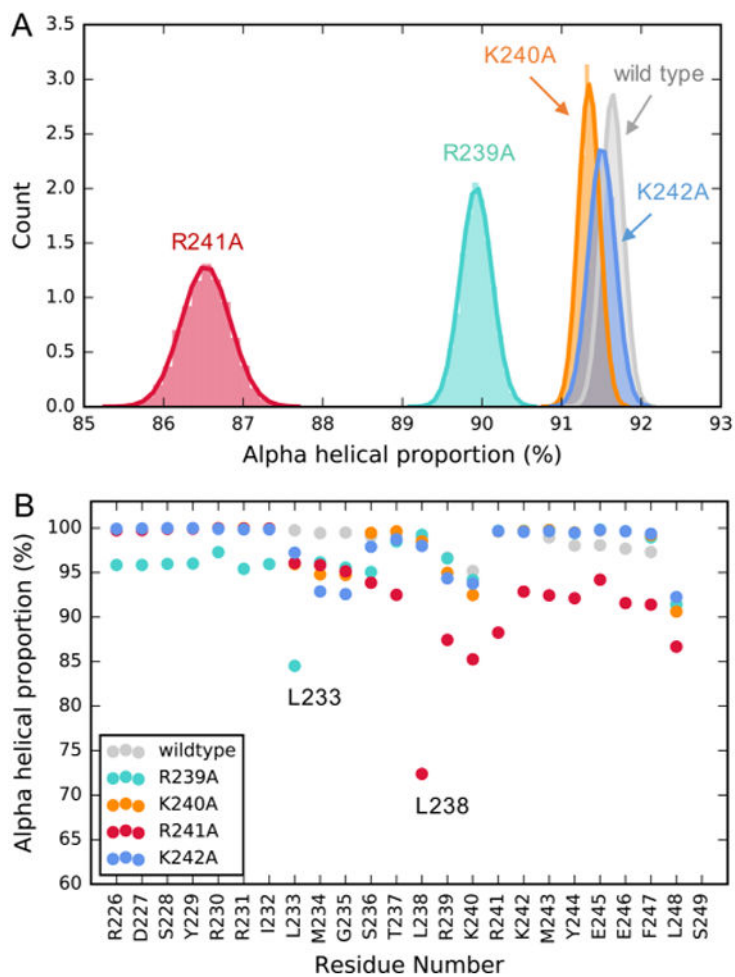 A
3.5
3.0
2.5
2.0
1.5
1.0
0.5
0.0
Count
K240A
wild type
R239A
K242A
R241A
85 86 87 88 89 90 91 92 93
Alpha helical proportion (%)
B
100
95
90
85
80
75
70
65
60
Alpha helical proportion (%)
L233
L238
wildtype
R239A
K240A
R241A
K242A
R226 D227 S228 Y229 R230 R231 I232 L233 M234 G235 S236 T237 L238 R239 K240 R241 K242 M243 Y244 E245 E246 F247 L248 S249
Residue Number